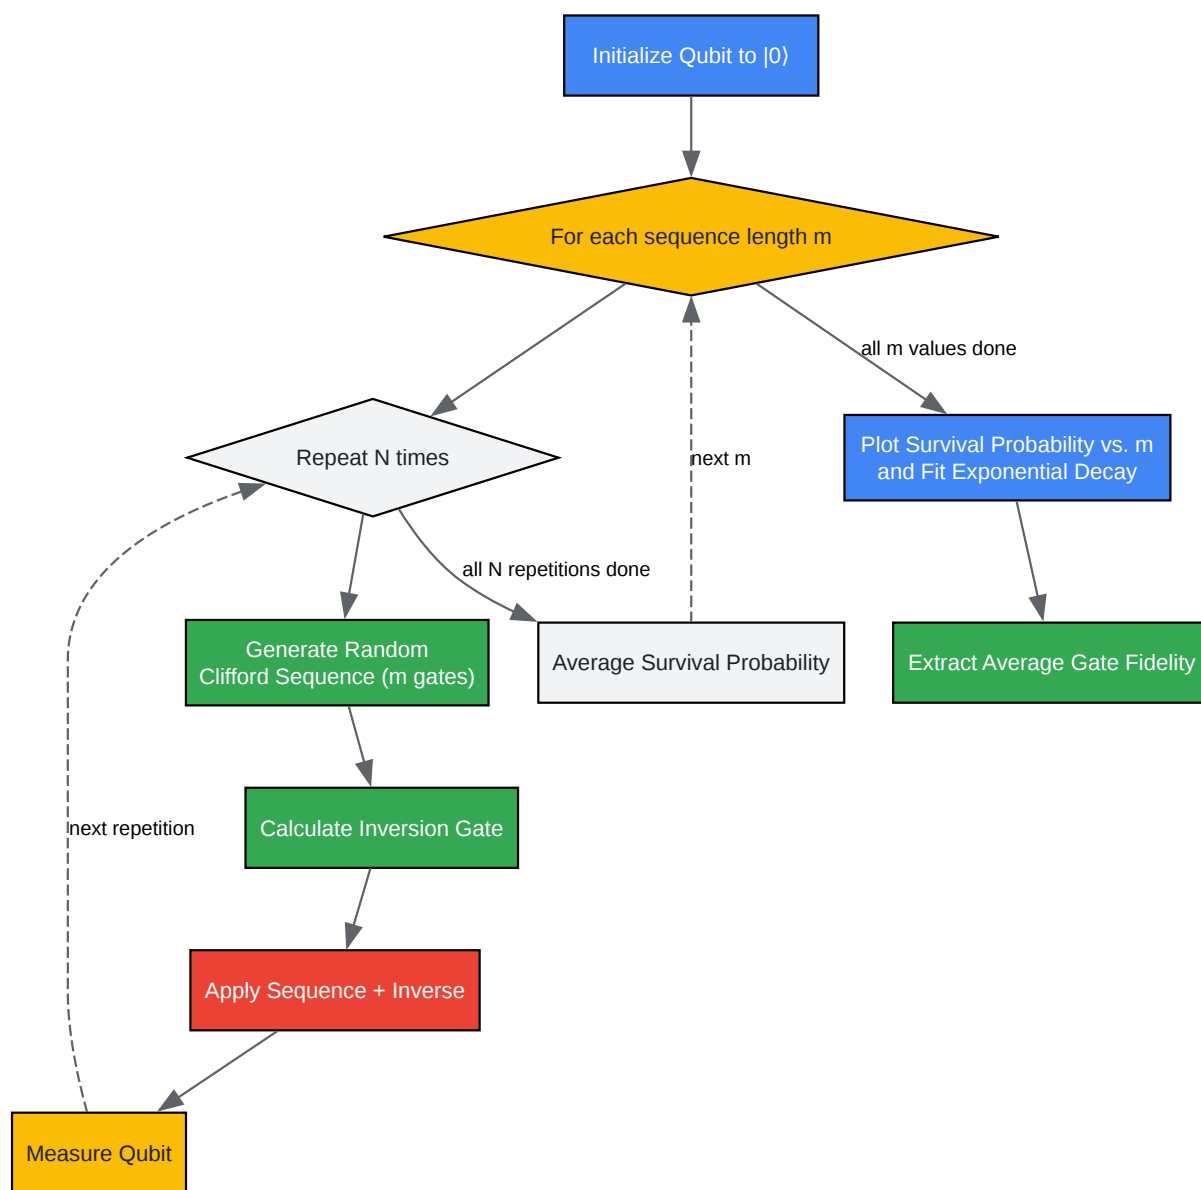 Initialize Qubit to |0⟩
For each sequence length m
all m values done
Repeat N times
next m
Plot Survival Probability vs. m
and Fit Exponential Decay
all N repetitions done
Generate Random
Clifford Sequence (m gates)
Average Survival Probability
Extract Average Gate Fidelity
Calculate Inversion Gate
next repetition
Apply Sequence + Inverse
Measure Qubit